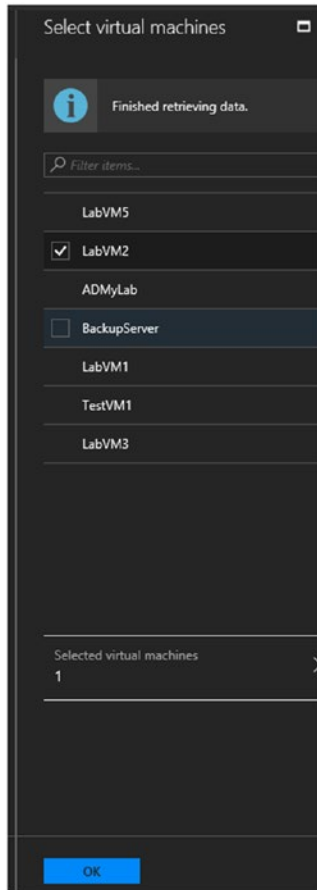 Select virtual machines
Finished retrieving data.
Filter items...
LabVM5
LabVM2
ADMyLab
BackupServer
LabVM1
TestVM1
LabVM3
Selected virtual machines
1
OK